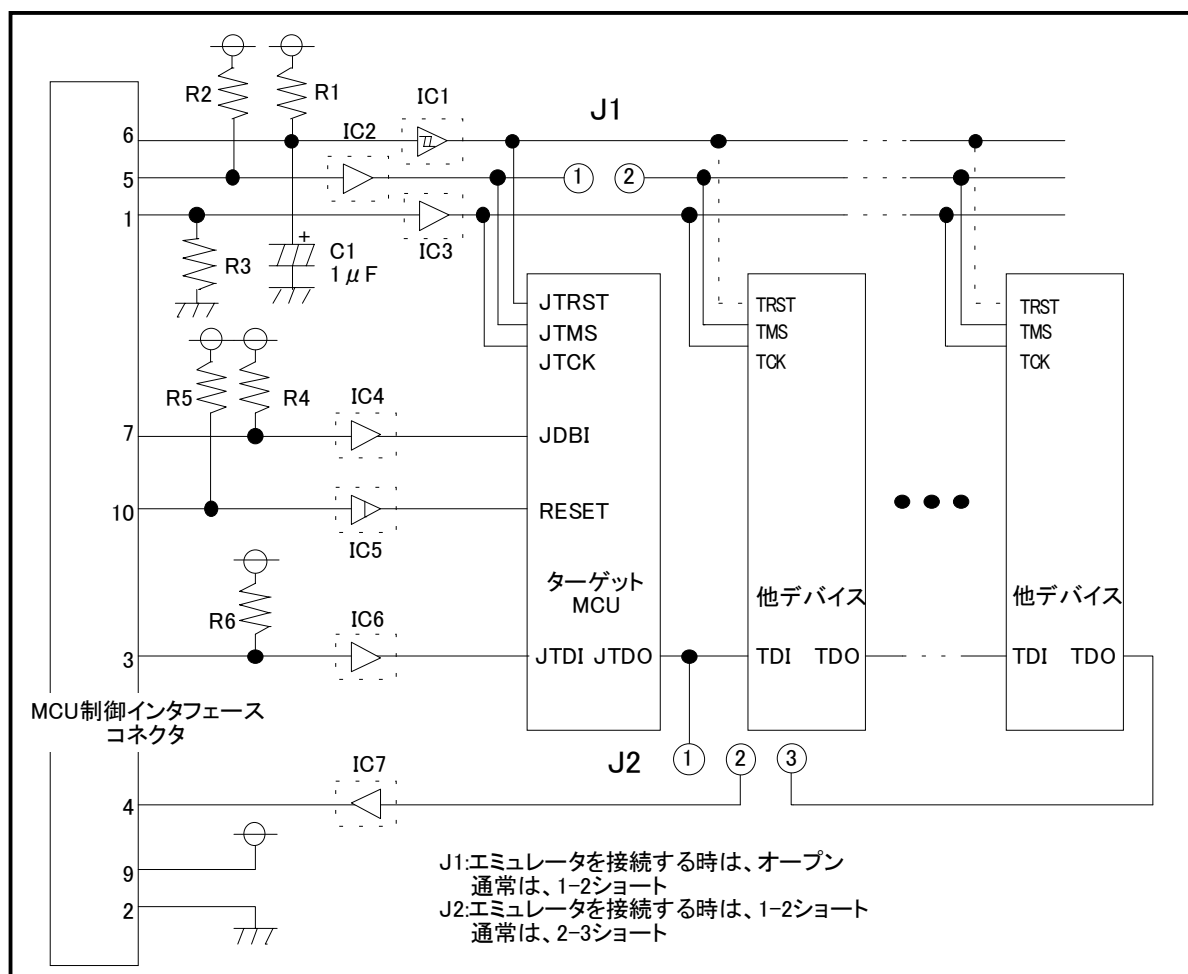 R2
R1
IC1
IC2
J1
6
5
①
②
1
R3
C1
+
1μF
IC3
JTRST
JTMS
JTCK
TRST
TMS
TCK
TRST
TMS
TCK
R5
R4
IC4
7
JDBI
10
RESET
IC5
R6
IC6
ターゲット
MCU
他デバイス
他デバイス
3
JTDI JTDO
TDI TDO
TDI TDO
MCU制御インタフェース
コネクタ
J2
①
②
③
IC7
4
9
2
J1:エミュレータを接続する時は、オープン
通常は、1-2ショート
J2:エミュレータを接続する時は、1-2ショート
通常は、2-3ショート